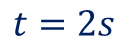 t = 2s